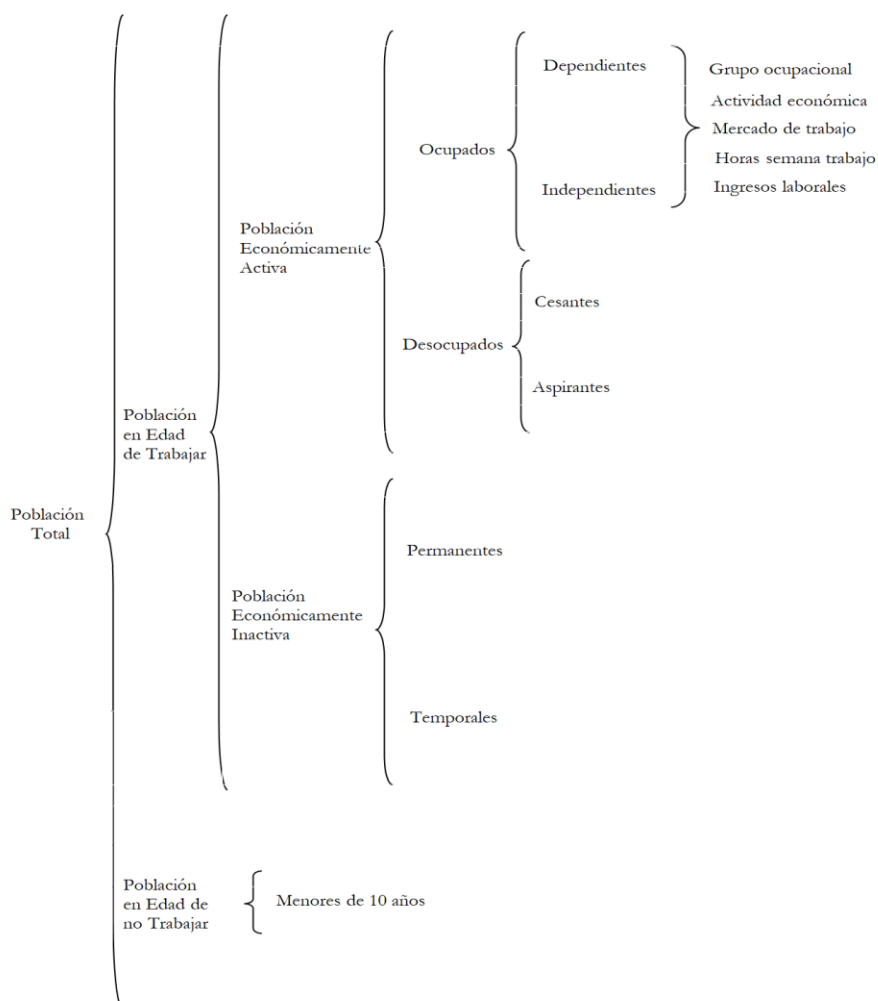 Población
Total
Población
en Edad
de Trabajar
Población
Económicamente
Activa
Ocupados
Dependientes
Independientes
Grupo ocupacional
Actividad económica
Mercado de trabajo
Horas semana trabajo
Ingresos laborales
Desocupados
Cesantes
Aspirantes
Población
Económicamente
Inactiva
Permanentes
Temporales
Población
en Edad de
no Trabajar
Menores de 10 años